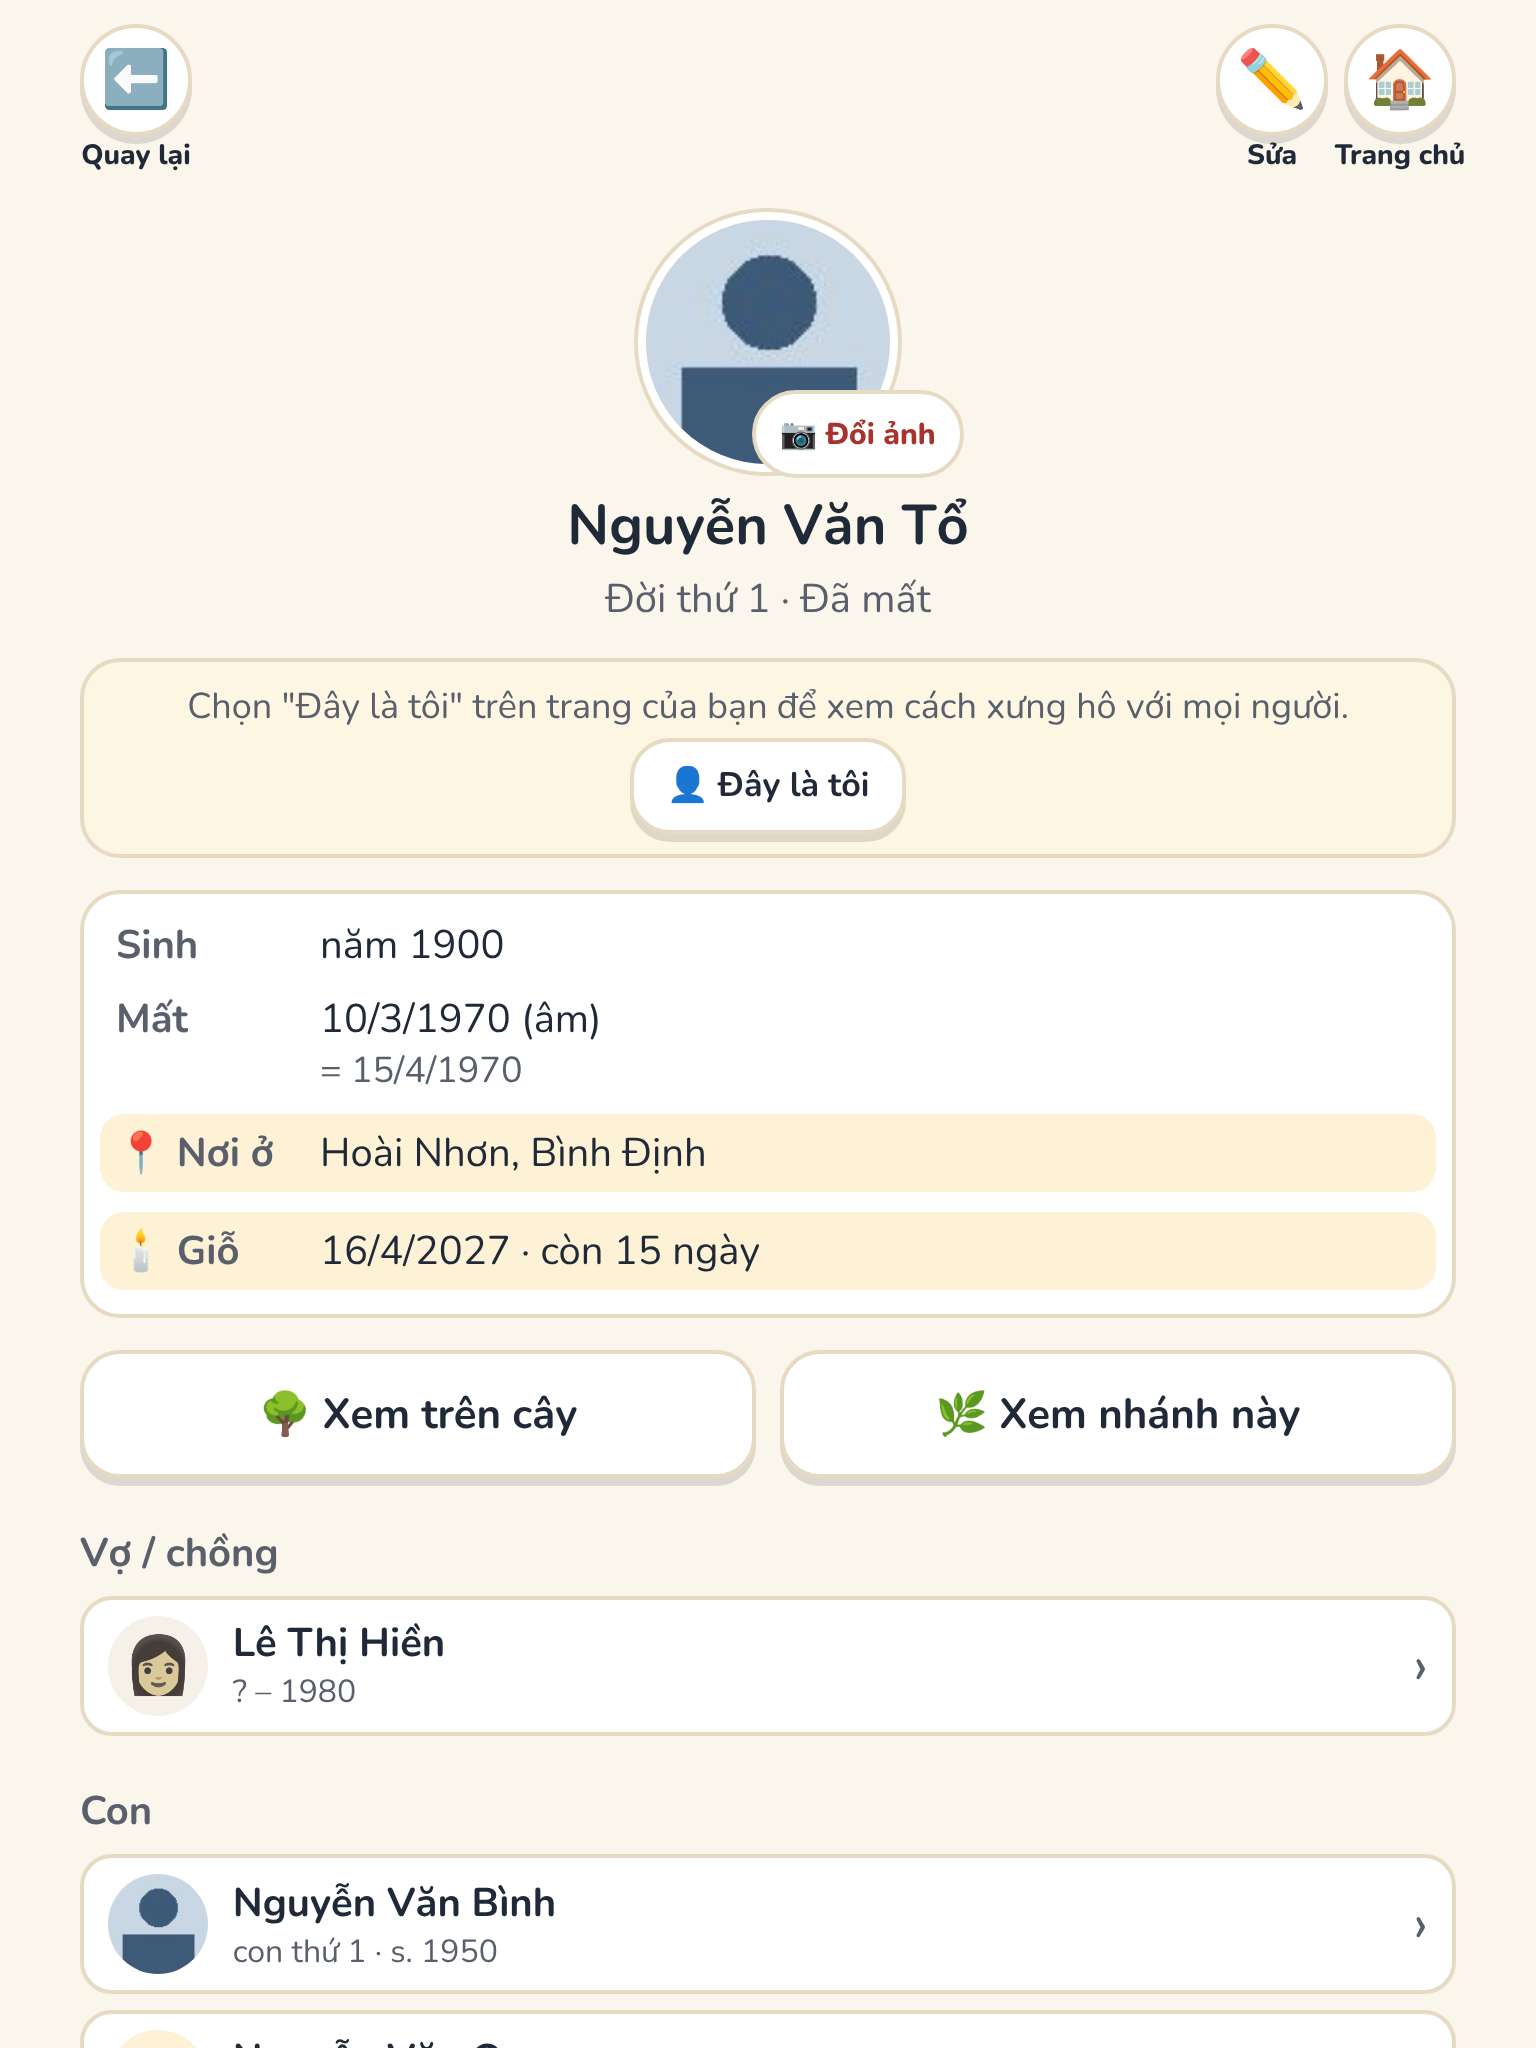 Quay lại
Sửa
Trang chủ
Đổi ảnh
Nguyễn Văn Tổ
Đời thứ 1 · Đã mất
Chọn "Đây là tôi" trên trang của bạn để xem cách xưng hô với mọi người.
Đây là tôi
Sinh năm 1900
Mất 10/3/1970 (âm)
= 15/4/1970
Nơi ở Hoài Nhơn, Bình Định
Giỗ 16/4/2027 · còn 15 ngày
Xem trên cây
Xem nhánh này
Vợ / chồng
Lê Thị Hiền
? – 1980
Con
Nguyễn Văn Bình
con thứ 1 · s. 1950
Nguyễn Văn